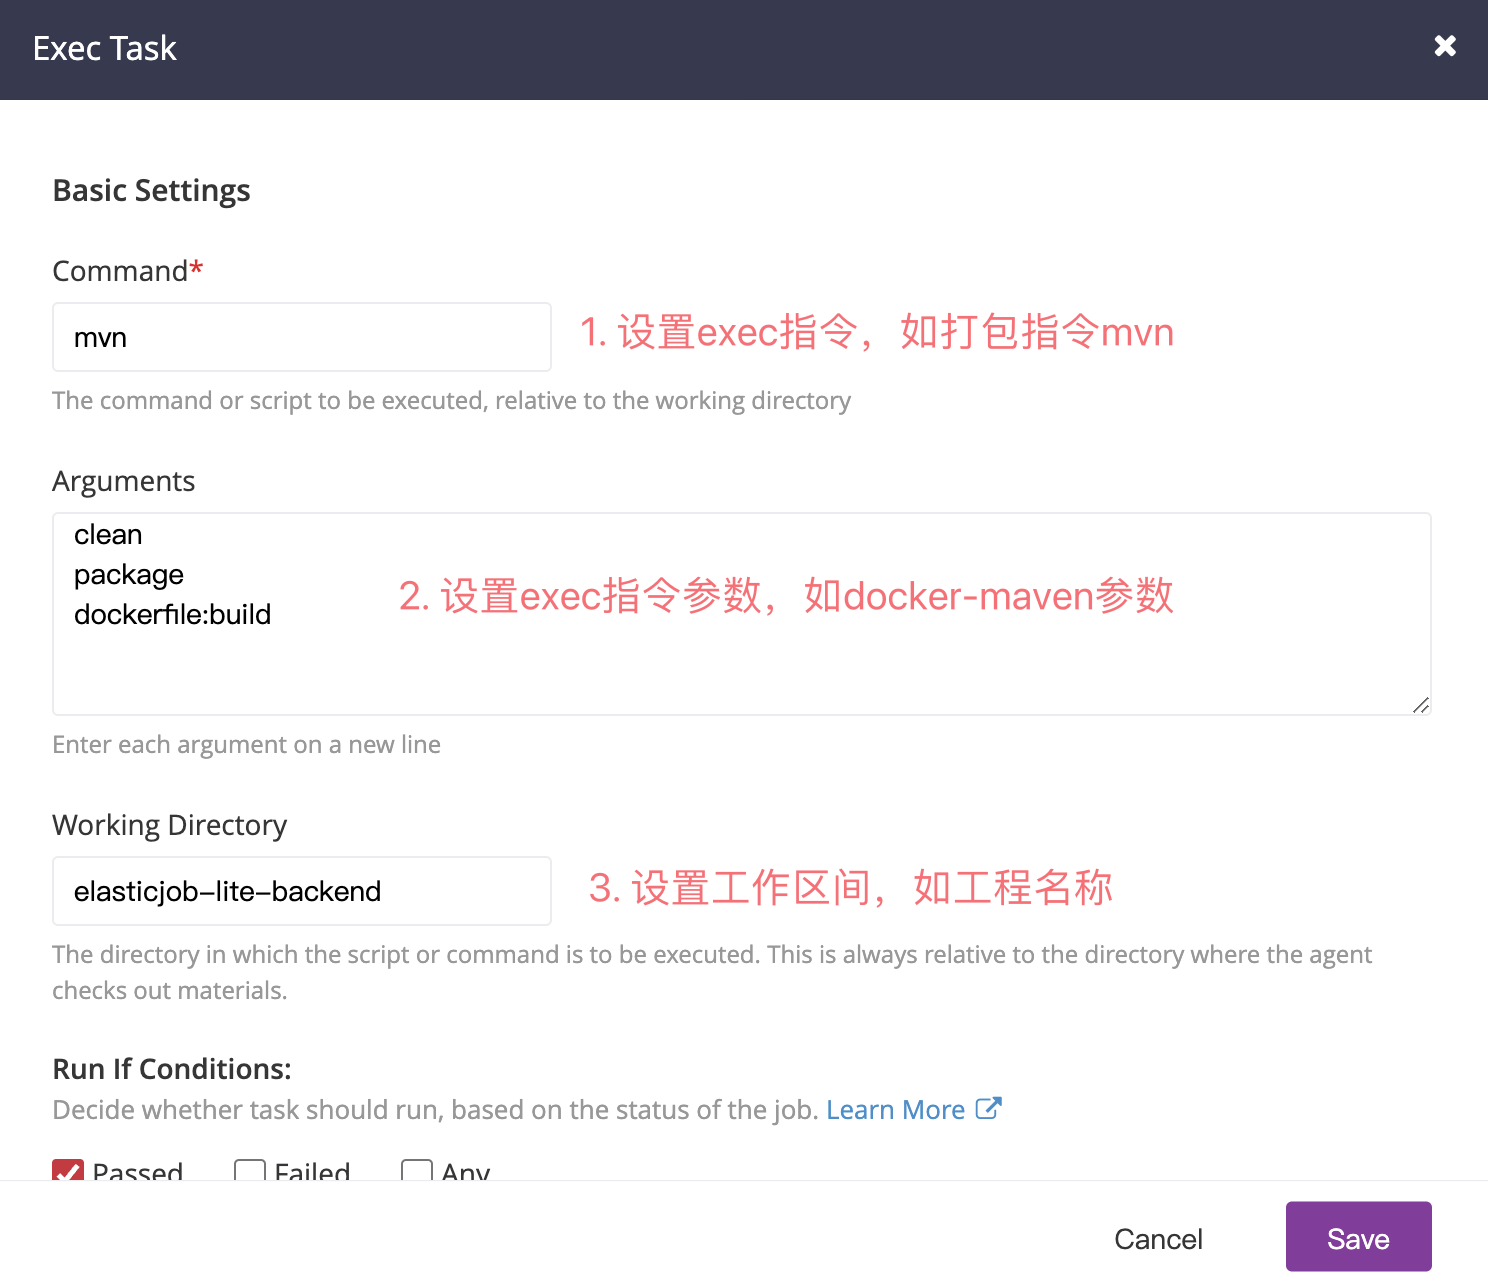 Exec Task
Basic Settings
Command*
mvn
1. 设置exec指令，如打包指令mvn
The command or script to be executed, relative to the working directory
Arguments
clean
package
dockerfile:build
2. 设置exec指令参数，如docker-maven参数
Enter each argument on a new line
Working Directory
elasticjob-lite-backend
3. 设置工作区间，如工程名称
The directory in which the script or command is to be executed. This is always relative to the directory where the agent
checks out materials.
Run If Conditions:
Decide whether task should run, based on the status of the job. Learn More
Passed Failed Any
Cancel Save